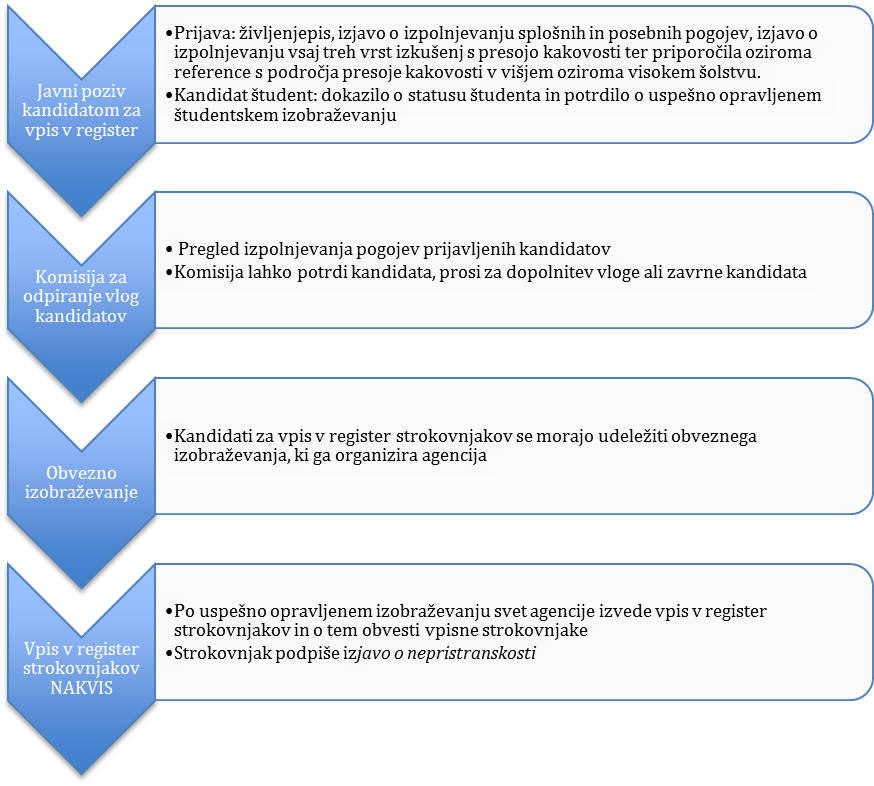 Javni poziv
kandidatom za
vpis v register
•Prijava: življenjepis, izjavo o izpolnjevanju splošnih in posebnih pogojev, izjavo o
izpolnjevanju vsaj treh vrst izkušenj s presojo kakovosti ter priporočila oziroma
reference s področja presoje kakovosti v višjem oziroma visokem šolstvu.
•Kandidat študent: dokazilo o statusu študenta in potrdilo o uspešno opravljenem
študentskem izobraževanju
Komisija za
odpiranje vlog
kandidatov
• Pregled izpolnjevanja pogojev prijavljenih kandidatov
•Komisija lahko potrdi kandidata, prosi za dopolnitev vloge ali zavrne kandidata
Obvezno
izobraževanje
•Kandidati za vpis v register strokovnjakov se morajo udeležiti obveznega
izobraževanja, ki ga organizira agencija
Vpis v register
strokovnjakov
NAKVIS
•Po uspešno opravljenem izobraževanju svet agencije izvede vpis v register
strokovnjakov in o tem obvesti vpisne strokovnjake
•Strokovnjak podpiše izjavo o nepristranskosti